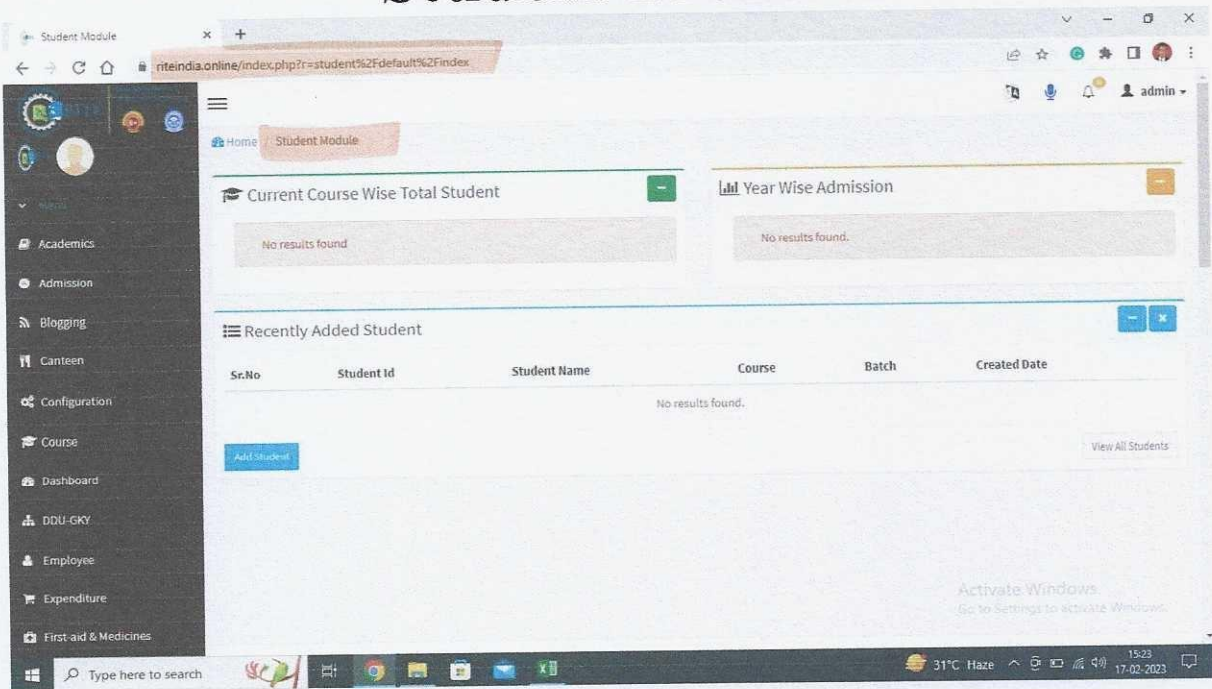 Student Module
riteindia.online/index.php?r=student%2Fdefault%2Findex
admin
Home / Student Module
Current Course Wise Total Student
Year Wise Admission
No results found
No results found.
Menu
Academics
Admission
Blogging
Canteen
Configuration
Course
Dashboard
DDU-GKY
Employee
Expenditure
First-aid & Medicines
Recently Added Student
Sr.No Student Id Student Name Course Batch Created Date
No results found.
Add Student
View All Students
Activate Windows
Go to Settings to activate Windows.
Type here to search
31°C Haze
15:23
17-02-2023